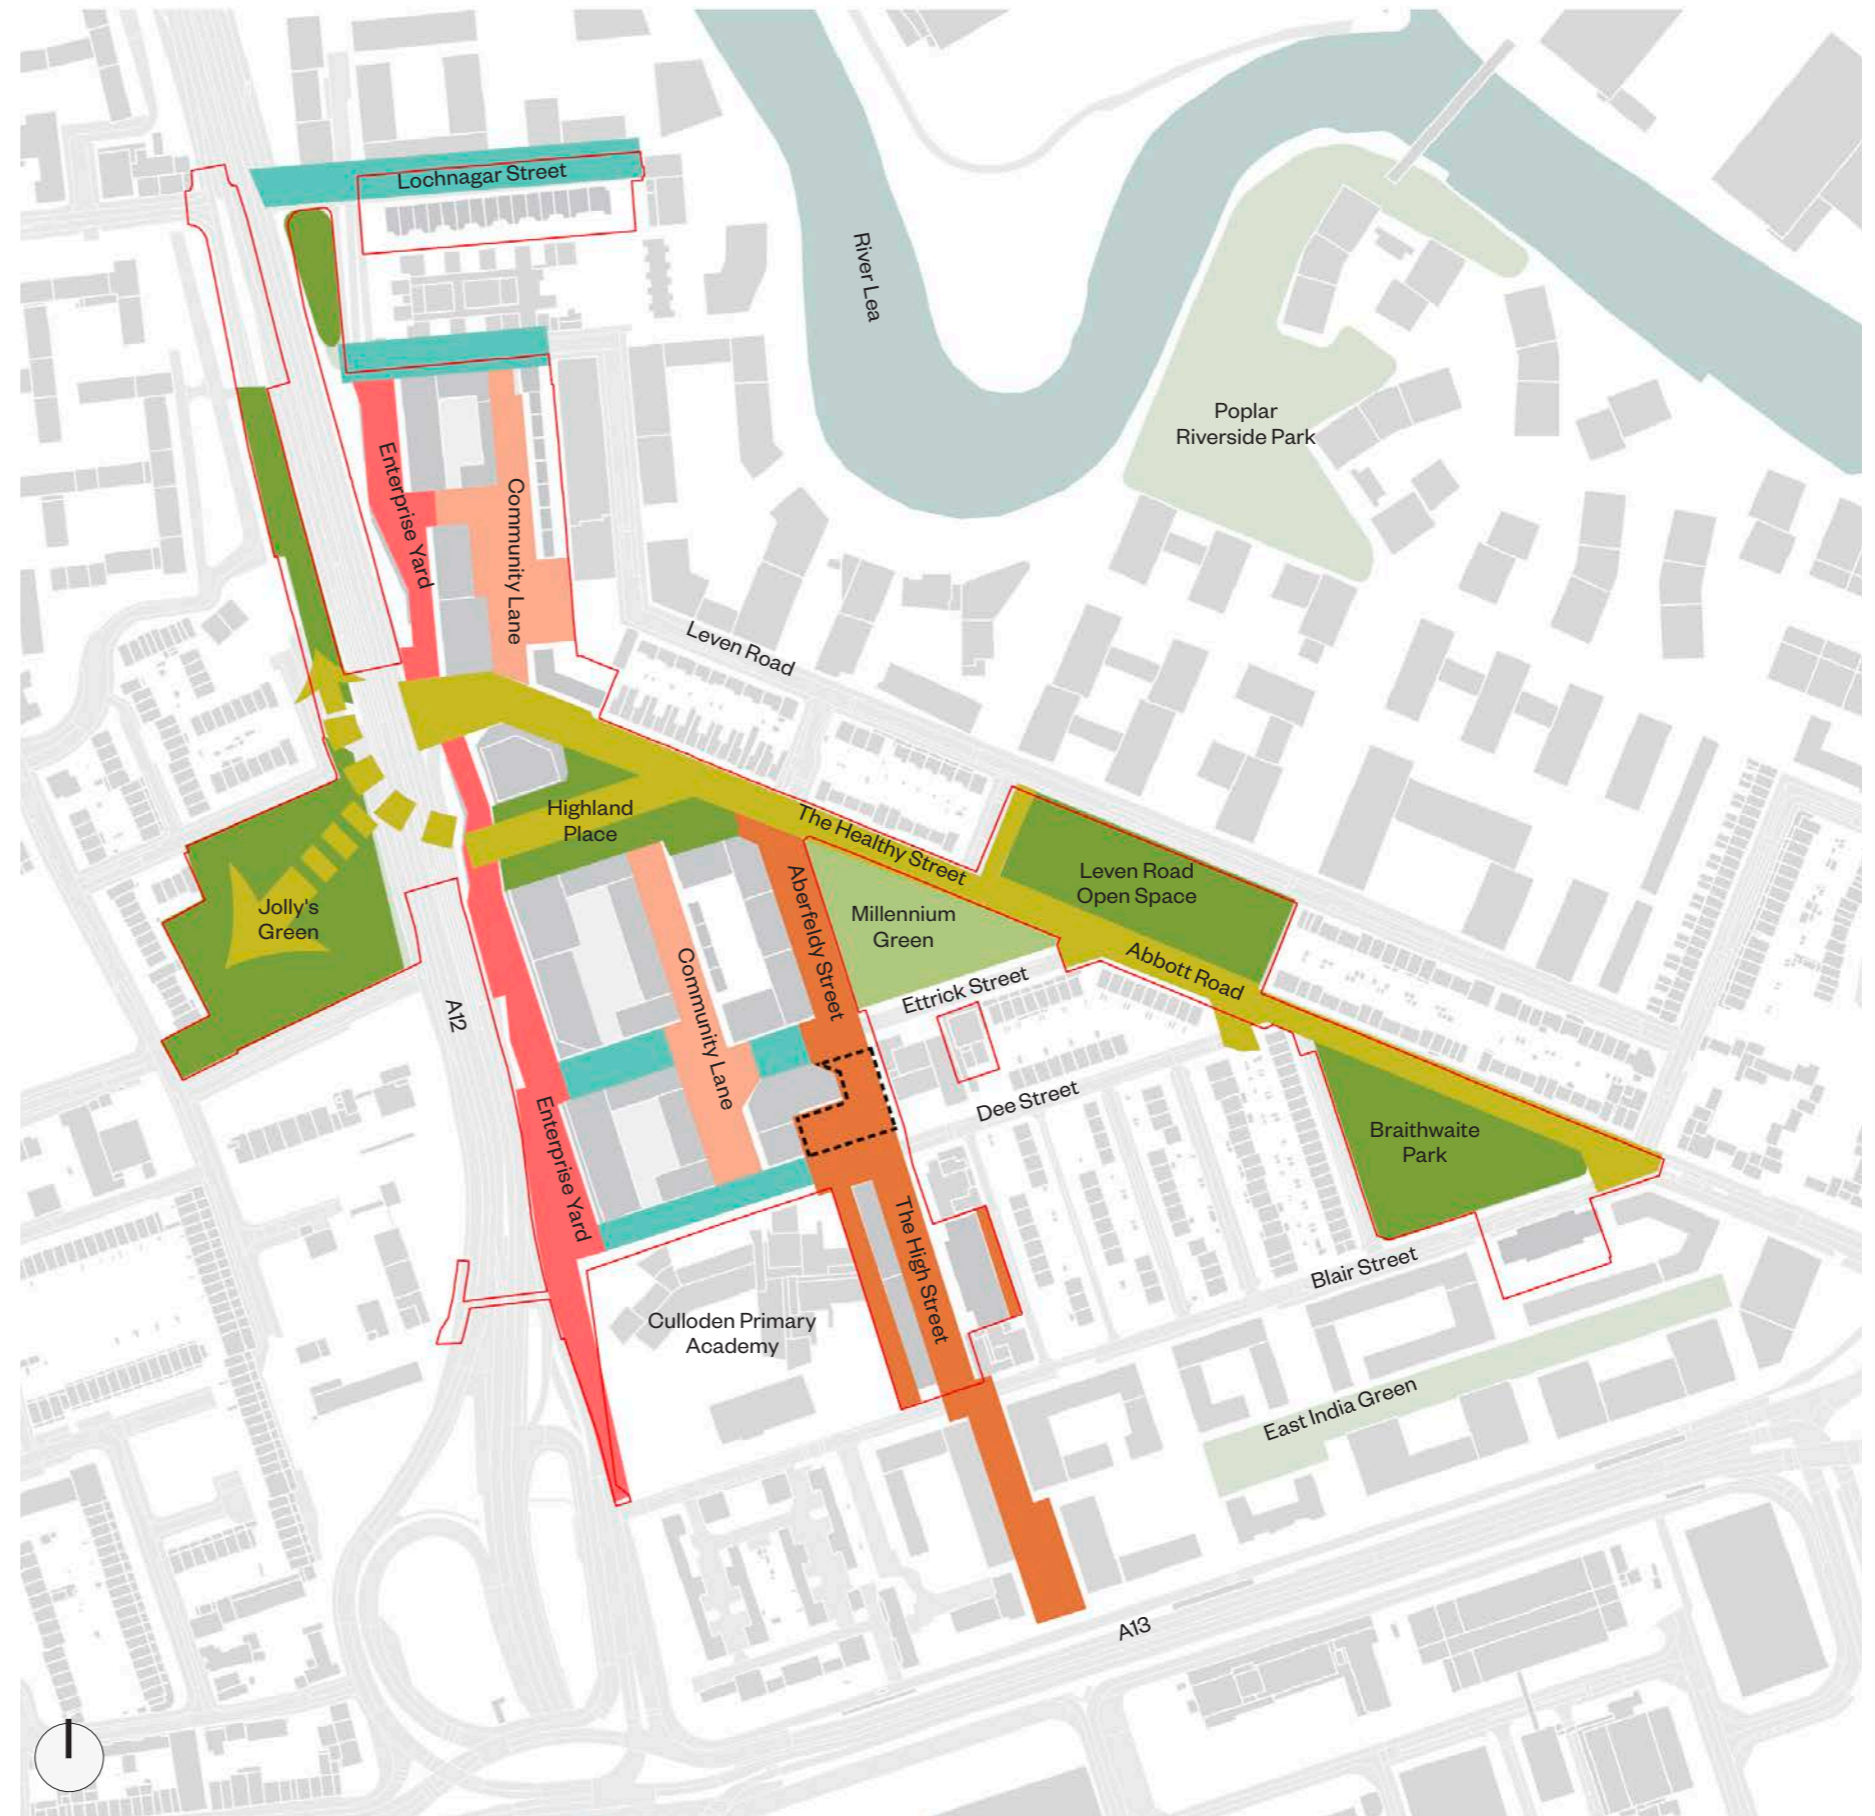 Lochnagar Street
River Lea
Poplar
Riverside Park
Enterprise Yard
Community Lane
Leven Road
Highland
Place
The Healthy Street
Leven Road
Open Space
Jolly's
Green
Aberfeldy Street
Millennium
Green
Abbott Road
Ettrick Street
A12
Community Lane
Dee Street
Braithwaite
Park
Enterprise Yard
The High Street
Blair Street
Culloden Primary
Academy
East India Green
A13